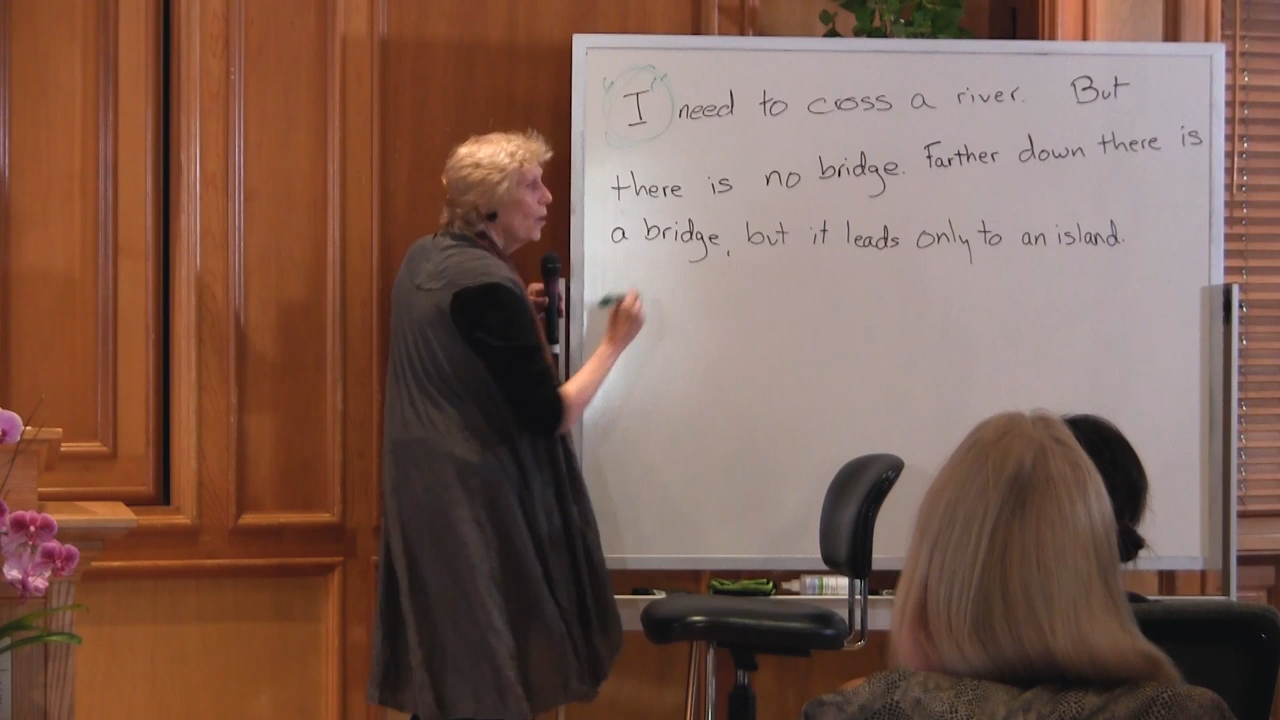 I need to cross a river. But
there is no bridge. Farther down there is
a bridge, but it leads only to an island.